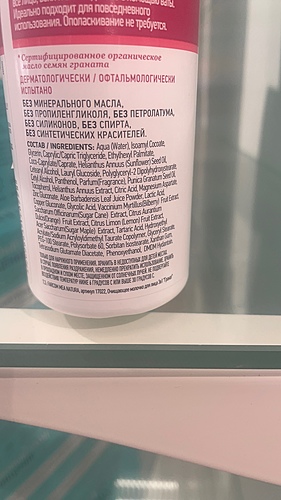 Идеально подходит для повседневного
использования. Ополаскивание не требуется.
* Сертифицированное органическое
масло семян граната
ДЕРМАТОЛОГИЧЕСКИ / ОФТАЛЬМОЛОГИЧЕСКИ
ИСПЫТАНО
БЕЗ МИНЕРАЛЬНОГО МАСЛА,
БЕЗ ПРОПИЛЕНГЛИКОЛЯ, БЕЗ ПЕТРОЛАТУМА,
БЕЗ СИЛИКОНОВ, БЕЗ СПИРТА,
БЕЗ СИНТЕТИЧЕСКИХ КРАСИТЕЛЕЙ.
СОСТАВ / INGREDIENTS: Aqua (Water), Isoamyl Cocoate,
Glycerin, Caprylic/Capric Triglyceride, Ethylhexyl Palmitate,
Coco-Caprylate/Caprate, Helianthus Annuus (Sunflower) Seed Oil,
Cetearyl Alcohol, Lauryl Glucoside, Polyglyceryl-2 Dipolyhydroxystearate,
Cetyl Alcohol, Panthenol, Parfum(Fragrance), Punica Granatum Seed Oil,
Tocopherol, Helianthus Annuus Extract, Citric Acid, Magnesium Aspartate,
Zinc Gluconate, Aloe Barbadensis Leaf Juice Powder, Lactic Acid,
Copper Gluconate, Glycolic Acid, Vaccinium Myrtillus(Bilberry) Fruit Extract,
Saccharum Officinarum(Sugar Cane) Extract, Citrus Aurantium
Dulcis(Orange) Fruit Extract, Citrus Limon (Lemon) Fruit Extract,
Acer Saccharum(Sugar Maple) Extract, Tartaric Acid, Hydroxyethyl
Acrylate/Sodium Acryloyldimethyl Taurate Copolymer, Glyceryl Stearate,
PEG-100 Stearate, Polysorbate 60, Sorbitan Isostearate, Xanthan Gum,
Tetrasodium Glutamate Diacetate, Phenoxyethanol, DMDM Hydantoin.